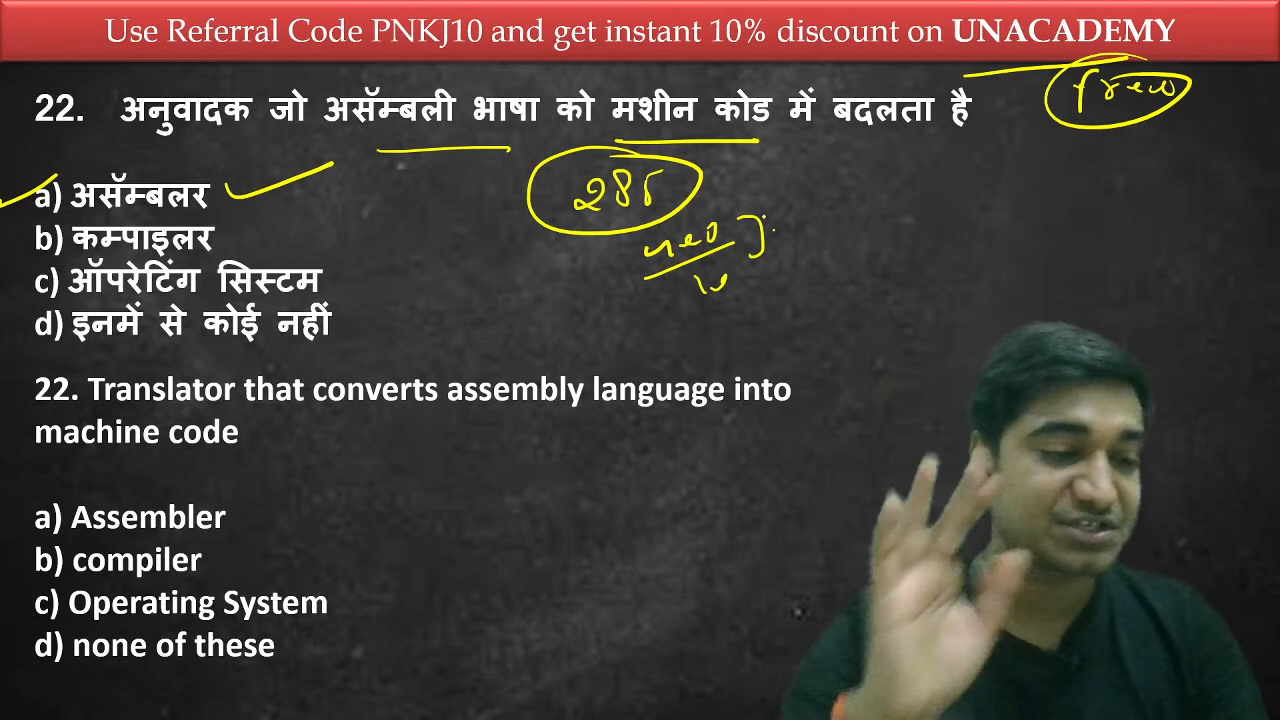 Use Referral Code PNKJ10 and get instant 10% discount on UNACADEMY
22. अनुवादक जो असॅम्बली भाषा को मशीन कोड में बदलता है
a) असॅम्बलर
b) कम्पाइलर
c) ऑपरेटिंग सिस्टम
d) इनमें से कोई नहीं
285
22. Translator that converts assembly language into
machine code
a) Assembler
b) compiler
c) Operating System
d) none of these